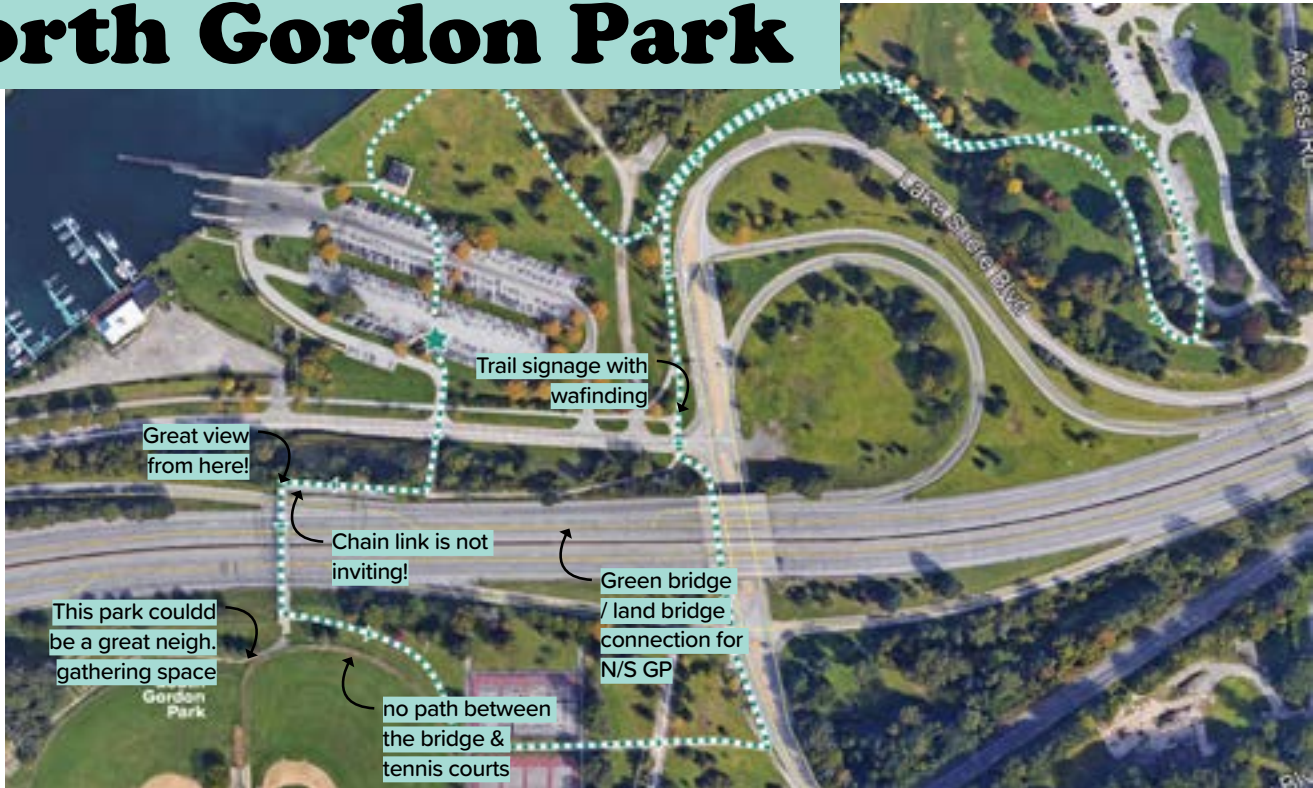 orth Gordon Park
Lake Shore Blvd
Trail signage with
wafinding
Great view
from here!
Chain link is not
inviting!
Green bridge
/ land bridge
connection for
N/S GP
This park couldd
be a great neigh.
gathering space
Gordon
Park
no path between
the bridge &
tennis courts